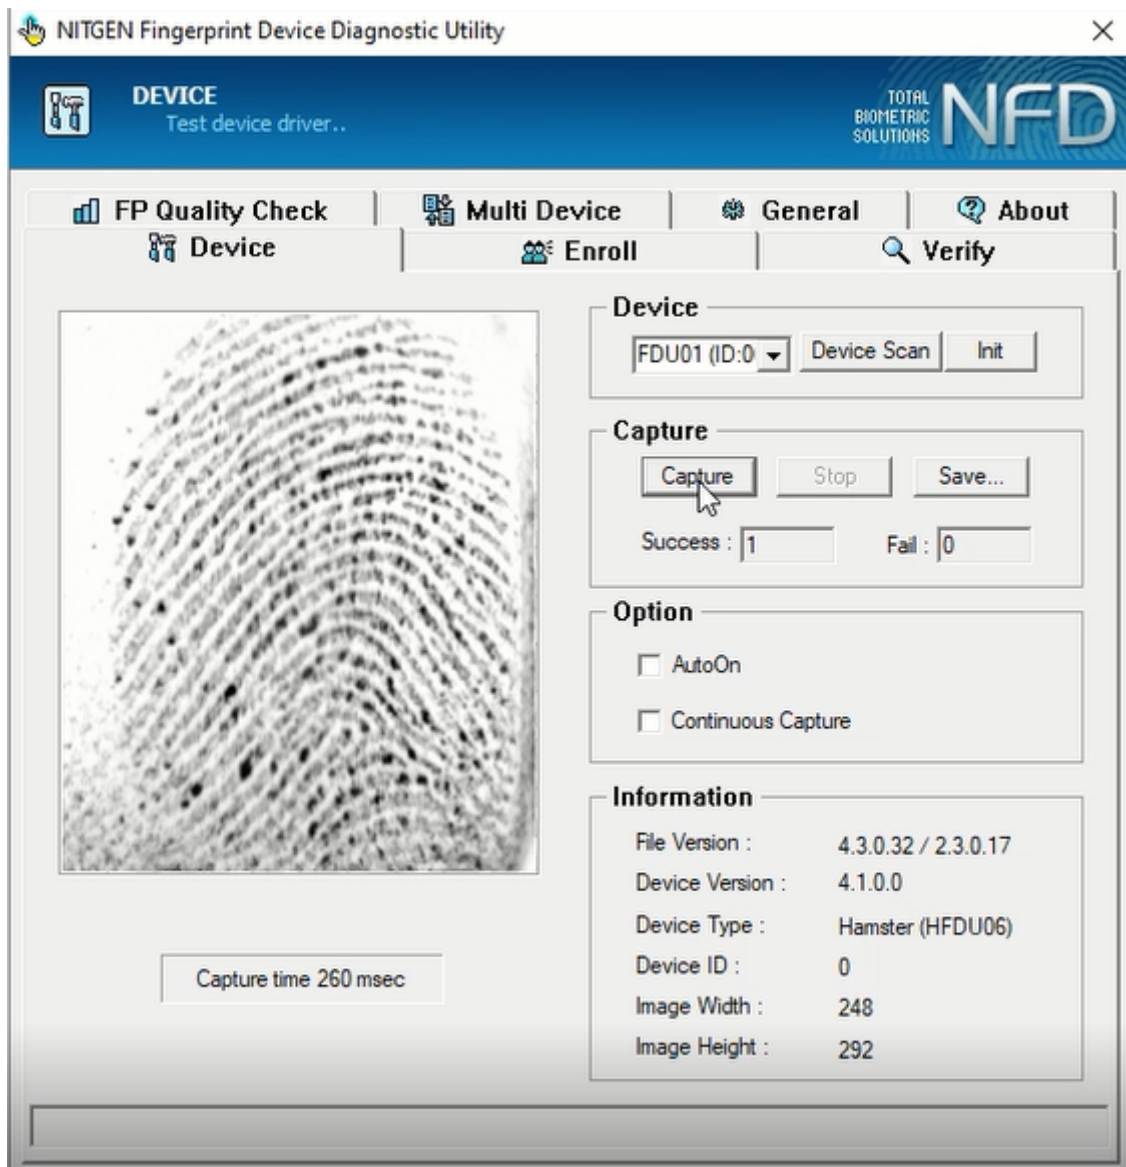 NITGEN Fingerprint Device Diagnostic Utility
DEVICE
Test device driver..
TOTAL
BIOMETRIC
SOLUTIONS
NFD
FP Quality Check
Multi Device
General
About
Device
Enroll
Verify
Device
FDU01 (ID:0
Device Scan
Init
Capture
Capture
Stop
Save...
Success : 1
Fail : 0
Option
AutoOn
Continuous Capture
Information
File Version : 4.3.0.32 / 2.3.0.17
Device Version : 4.1.0.0
Device Type : Hamster (HFDU06)
Device ID : 0
Image Width : 248
Image Height : 292
Capture time 260 msec